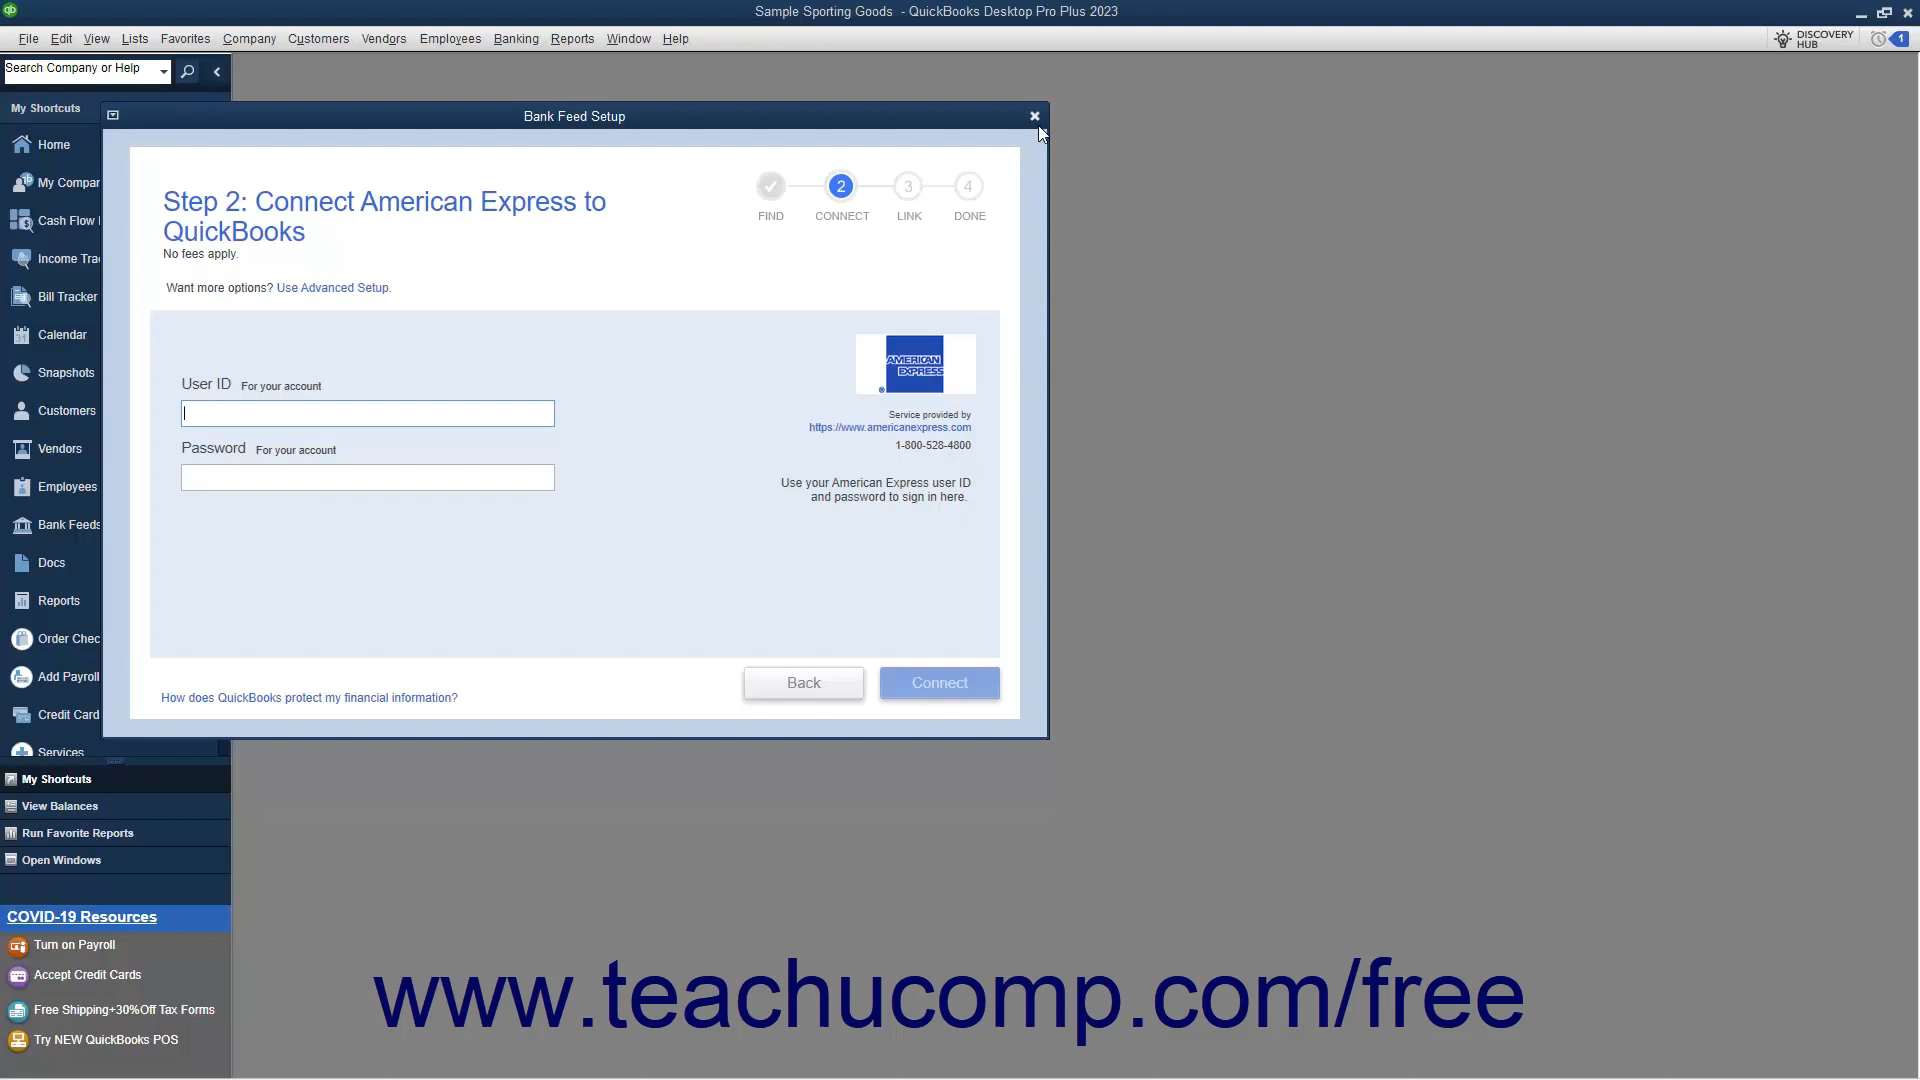 Sample Sporting Goods - QuickBooks Desktop Pro Plus 2023
File Edit View Lists Favorites Company Customers Vendors Employees Banking Reports Window Help
DISCOVERY
HUB
1
Search Company or Help
My Shortcuts
Home
My Compar
Cash Flow
Income Tra
Bill Tracker
Calendar
Snapshots
Customers
Vendors
Employees
Bank Feeds
Docs
Reports
Order Chec
Add Payroll
Credit Card
Services
My Shortcuts
View Balances
Run Favorite Reports
Open Windows
COVID-19 Resources
Turn on Payroll
Accept Credit Cards
Free Shipping+30%Off Tax Forms
Try NEW QuickBooks POS
Bank Feed Setup
Step 2: Connect American Express to
QuickBooks
No fees apply.
Want more options? Use Advanced Setup.
2 3 4
FIND CONNECT LINK DONE
User ID For your account
Password For your account
AMERICAN
EXPRESS
®
Service provided by
https://www.americanexpress.com
1-800-528-4800
Use your American Express user ID
and password to sign in here.
How does QuickBooks protect my financial information?
Back Connect
www.teachucomp.com/free